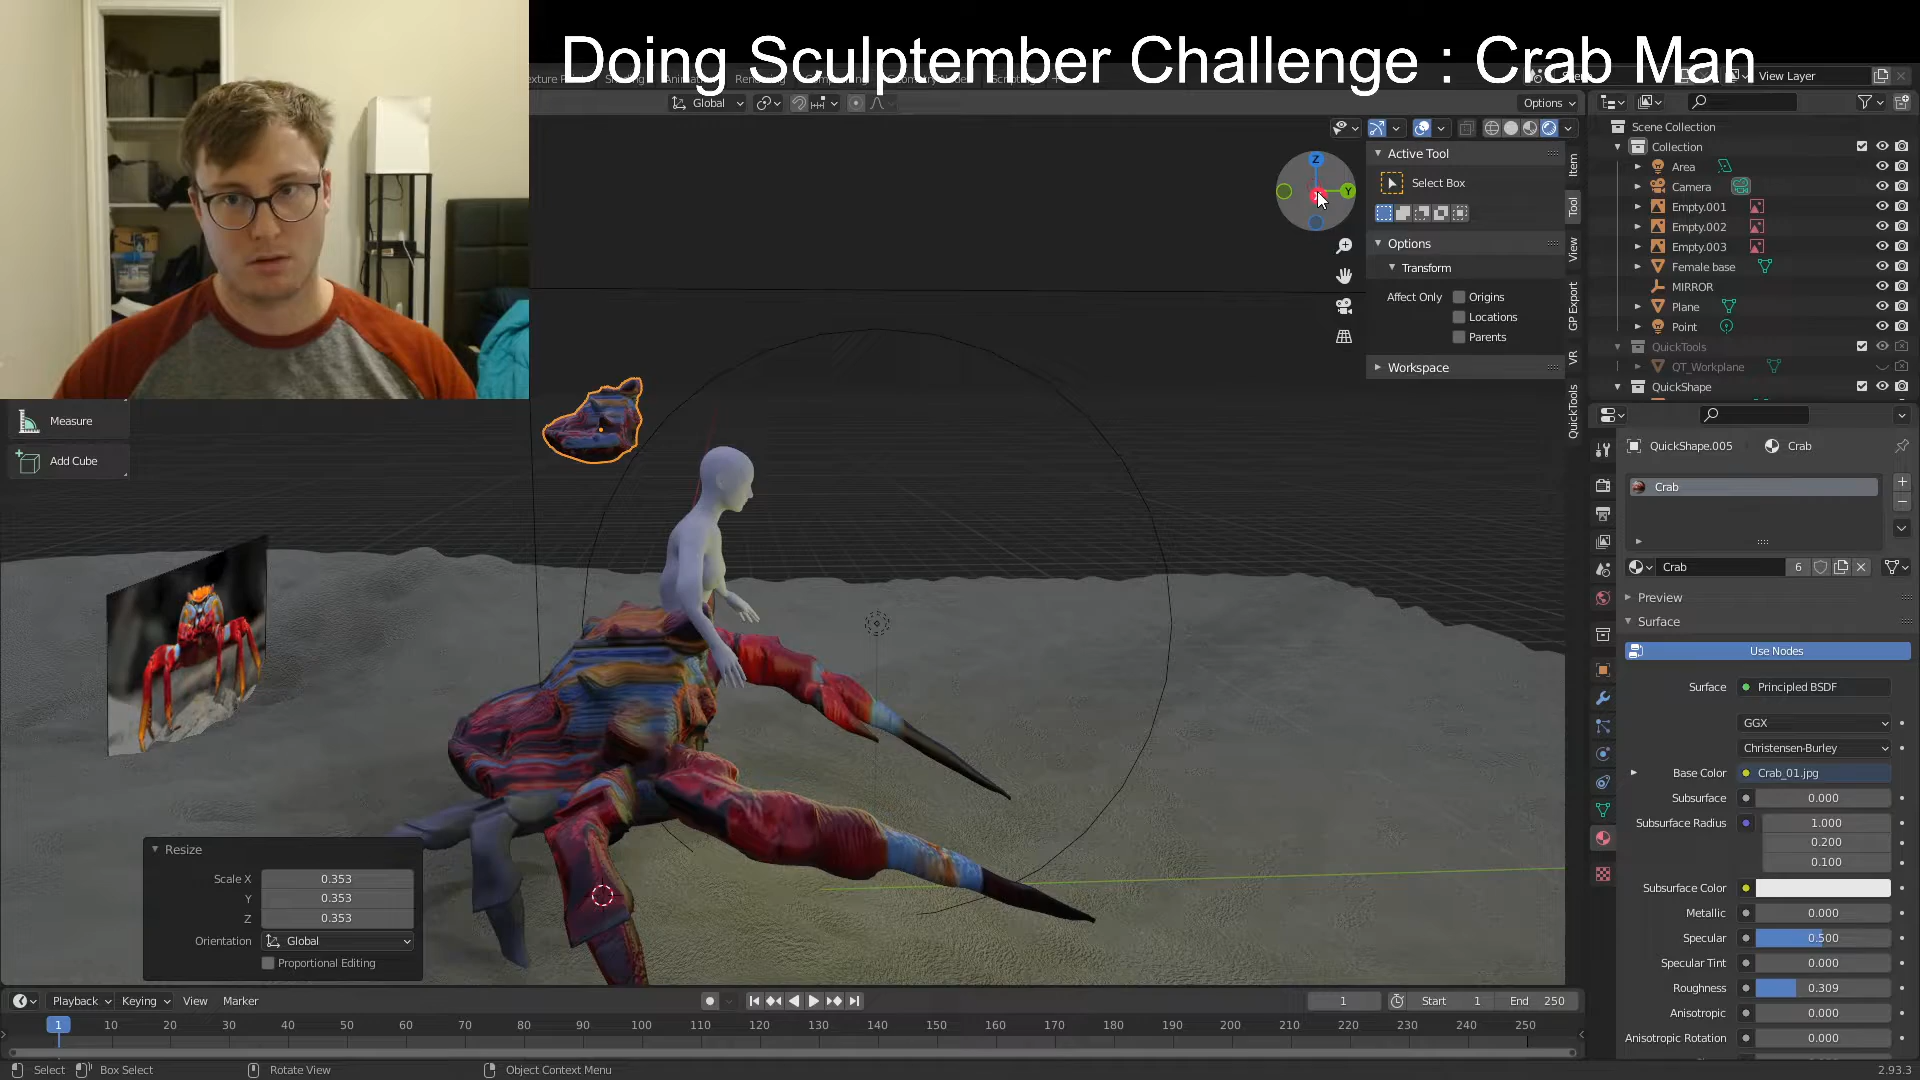 Doing Sculptember Challenge : Crab Man
View Layer
Global
Options
Scene Collection
Collection
Area
Camera
Empty.001
Empty.002
Empty.003
Female base
MIRROR
Plane
Point
QuickTools
QT_Workplane
QuickShape
Active Tool
Select Box
Options
Transform
Affect Only
Origins
Locations
Parents
Workspace
Z
Y
Item
Tool
View
GP Export
VR
QuickTools
Measure
Add Cube
QuickShape.005
Crab
Crab
Crab
6
Preview
Surface
Use Nodes
Surface
Principled BSDF
GGX
Christensen-Burley
Base Color
Crab_01.jpg
Subsurface
0.000
Subsurface Radius
1.000
0.200
0.100
Subsurface Color
Metallic
0.000
Specular
0.500
Specular Tint
0.000
Roughness
0.309
Anisotropic
0.000
Anisotropic Rotation
0.000
Resize
Scale X
0.353
Y
0.353
Z
0.353
Orientation
Global
Proportional Editing
Playback
Keying
View
Marker
1
Start
1
End
250
1 10 20 30 40 50 60 70 80 90 100 110 120 130 140 150 160 170 180 190 200 210 220 230 240 250
Select
Box Select
Rotate View
Object Context Menu
2.93.3